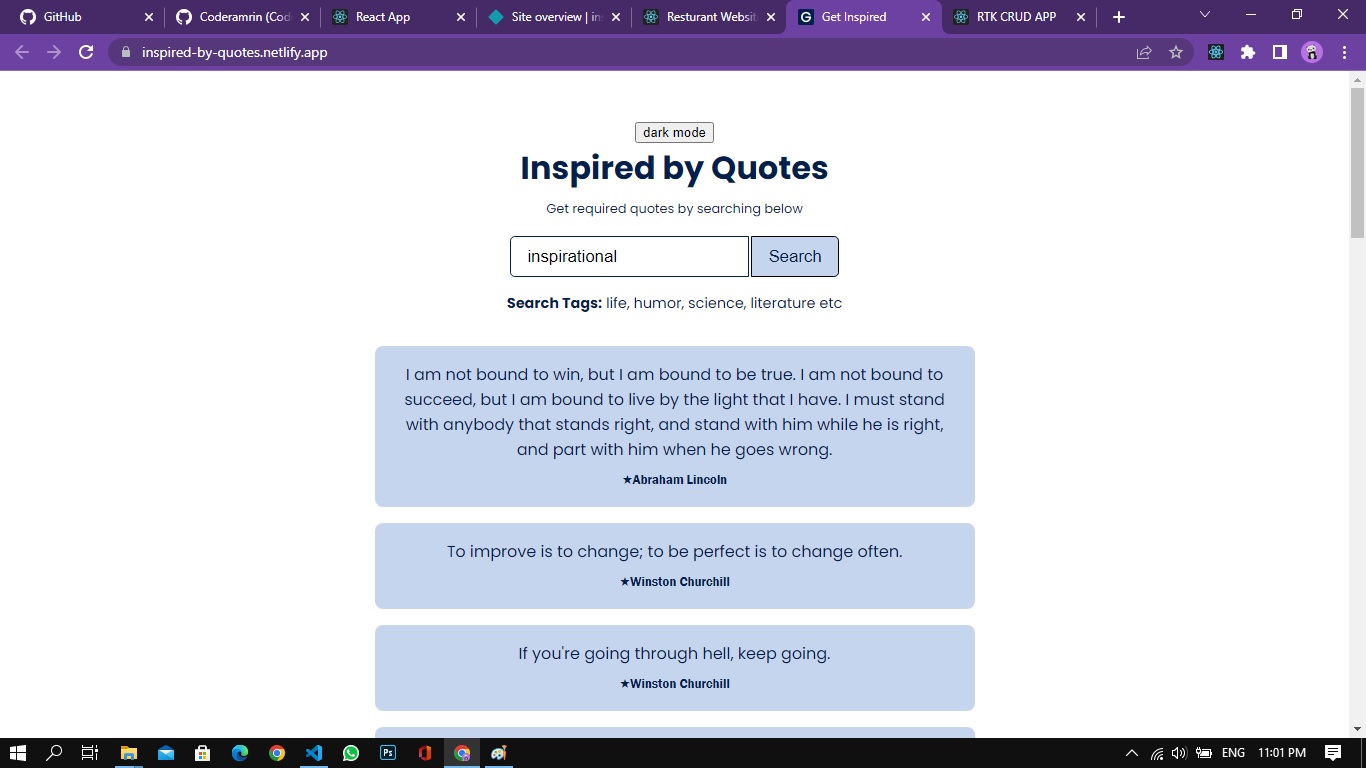 GitHub
Coderamrin (Cod
React App
Site overview | in
Resturant Websit
Get Inspired
RTK CRUD APP
inspired-by-quotes.netlify.app
dark mode
Inspired by Quotes
Get required quotes by searching below
inspirational
Search
Search Tags: life, humor, science, literature etc
I am not bound to win, but I am bound to be true. I am not bound to
succeed, but I am bound to live by the light that I have. I must stand
with anybody that stands right, and stand with him while he is right,
and part with him when he goes wrong.
★Abraham Lincoln
To improve is to change; to be perfect is to change often.
★Winston Churchill
If you're going through hell, keep going.
★Winston Churchill
ENG
11:01 PM